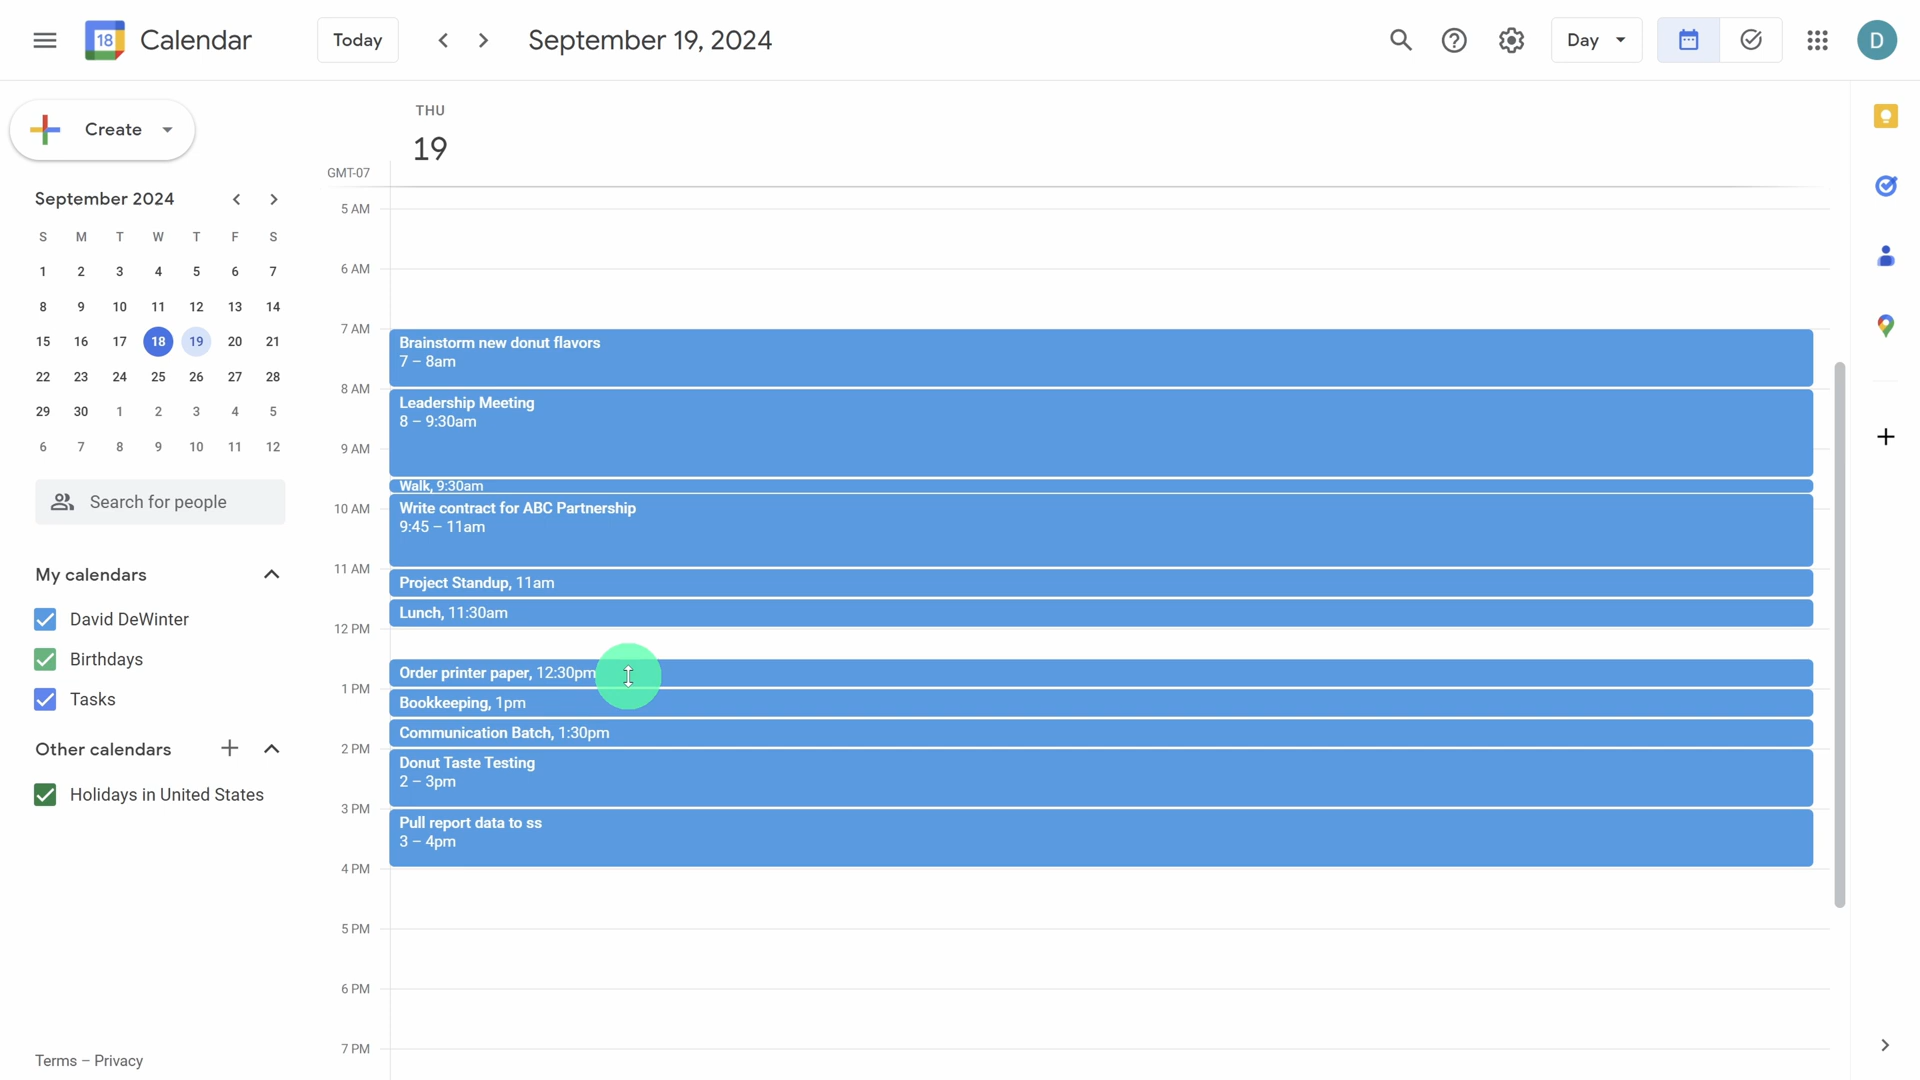 18 Calendar Today September 19, 2024 Day D
Create
September 2024
S M T W T F S
1 2 3 4 5 6 7
8 9 10 11 12 13 14
15 16 17 18 19 20 21
22 23 24 25 26 27 28
29 30 1 2 3 4 5
6 7 8 9 10 11 12
Search for people
My calendars
David DeWinter
Birthdays
Tasks
Other calendars
Holidays in United States
Terms – Privacy
THU
19
GMT-07
5 AM
6 AM
7 AM
Brainstorm new donut flavors
7 – 8am
8 AM
Leadership Meeting
8 – 9:30am
9 AM
Walk, 9:30am
10 AM
Write contract for ABC Partnership
9:45 – 11am
11 AM
Project Standup, 11am
Lunch, 11:30am
12 PM
Order printer paper, 12:30pm
1 PM
Bookkeeping, 1pm
Communication Batch, 1:30pm
2 PM
Donut Taste Testing
2 – 3pm
3 PM
Pull report data to ss
3 – 4pm
4 PM
5 PM
6 PM
7 PM